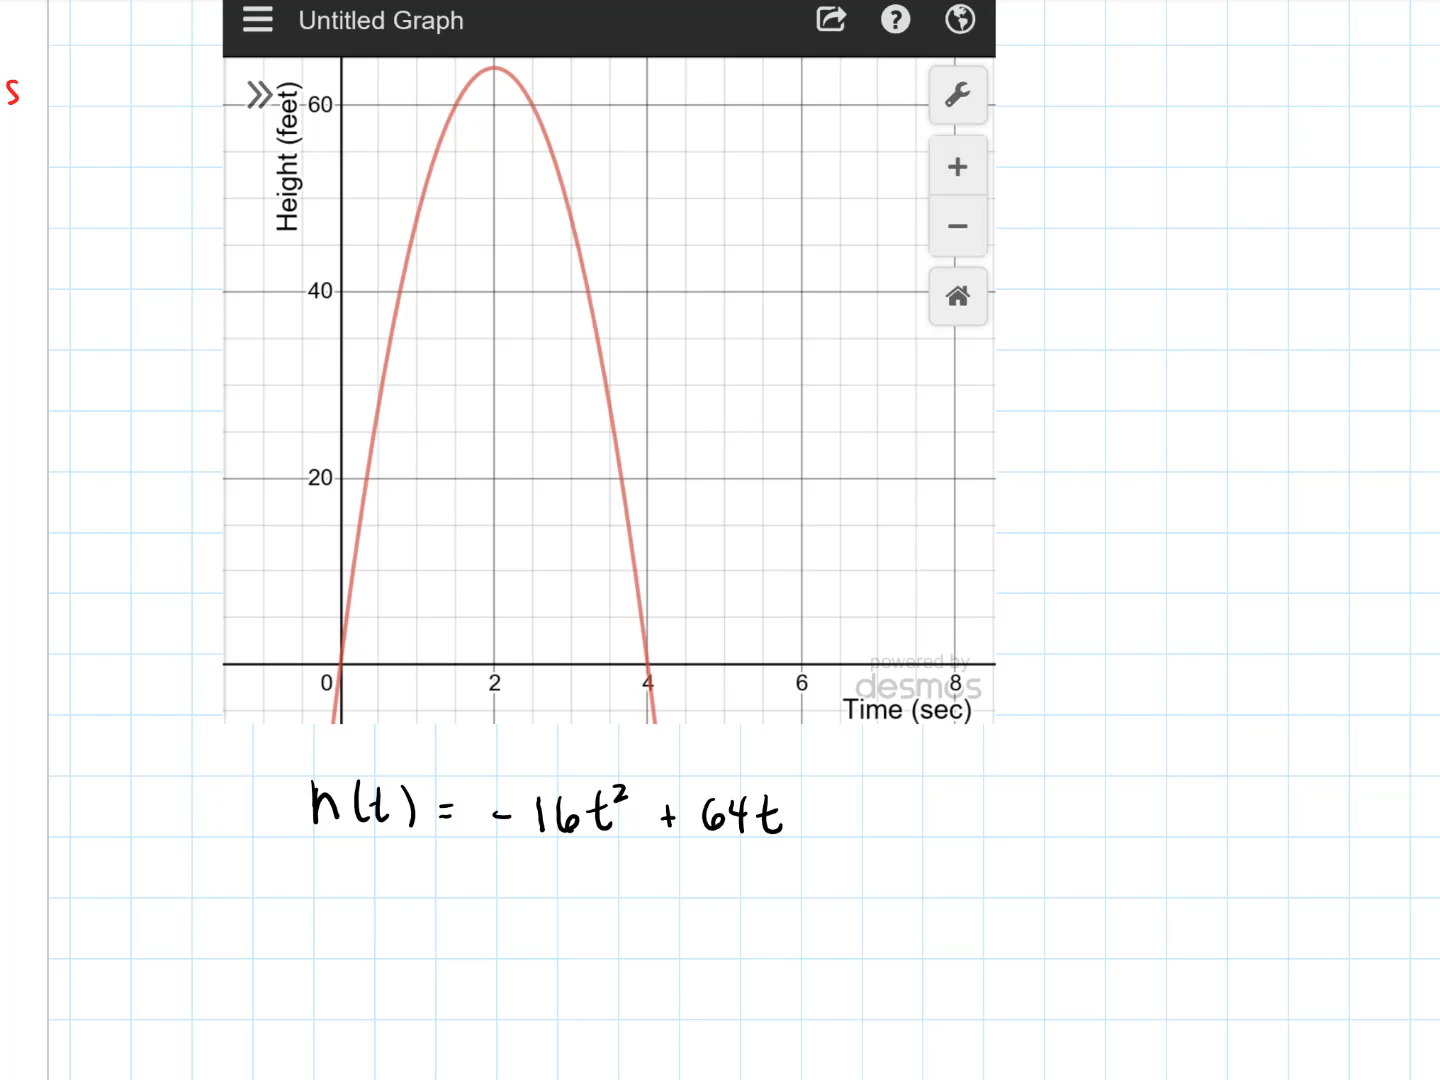 Untitled Graph
s
Height (feet)
60
40
20
0 2 4 6 8
powered by
desmos
Time (sec)
h(t) = - 16t² + 64t